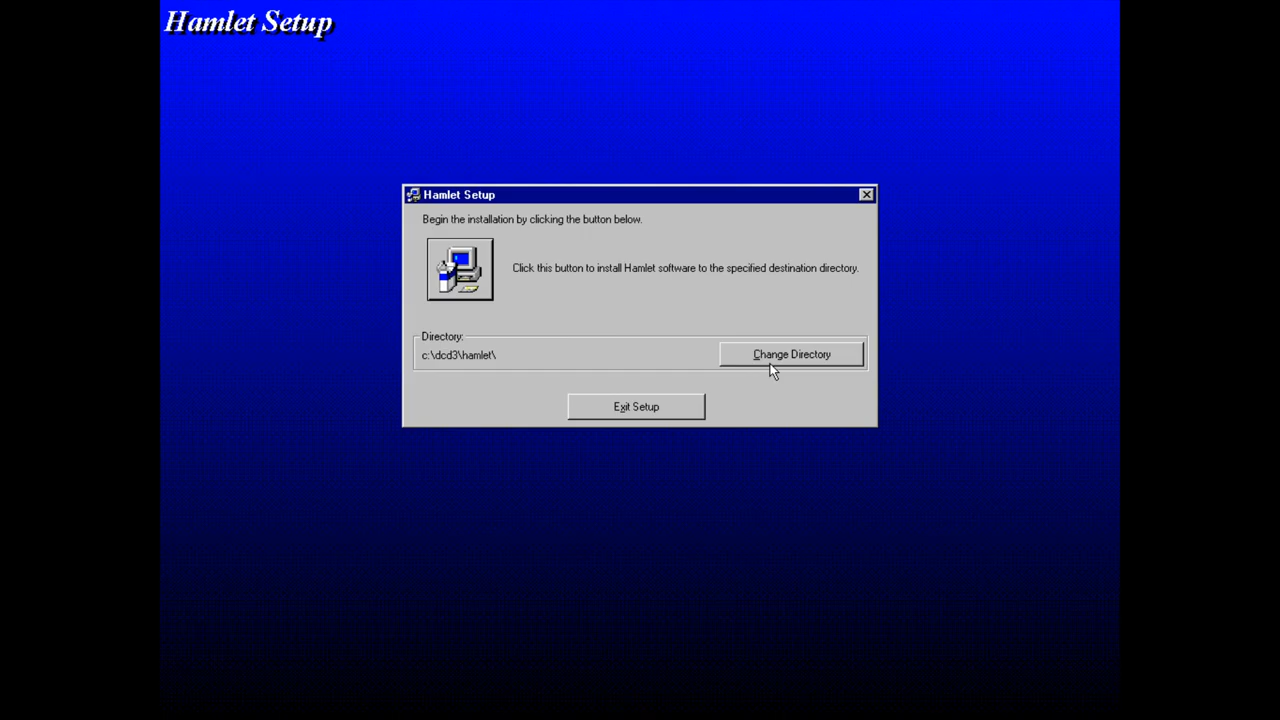 Hamlet Setup
Hamlet Setup
Begin the installation by clicking the button below.
Click this button to install Hamlet software to the specified destination directory.
Directory:
c:\dcd3\hamlet\
Change Directory
Exit Setup